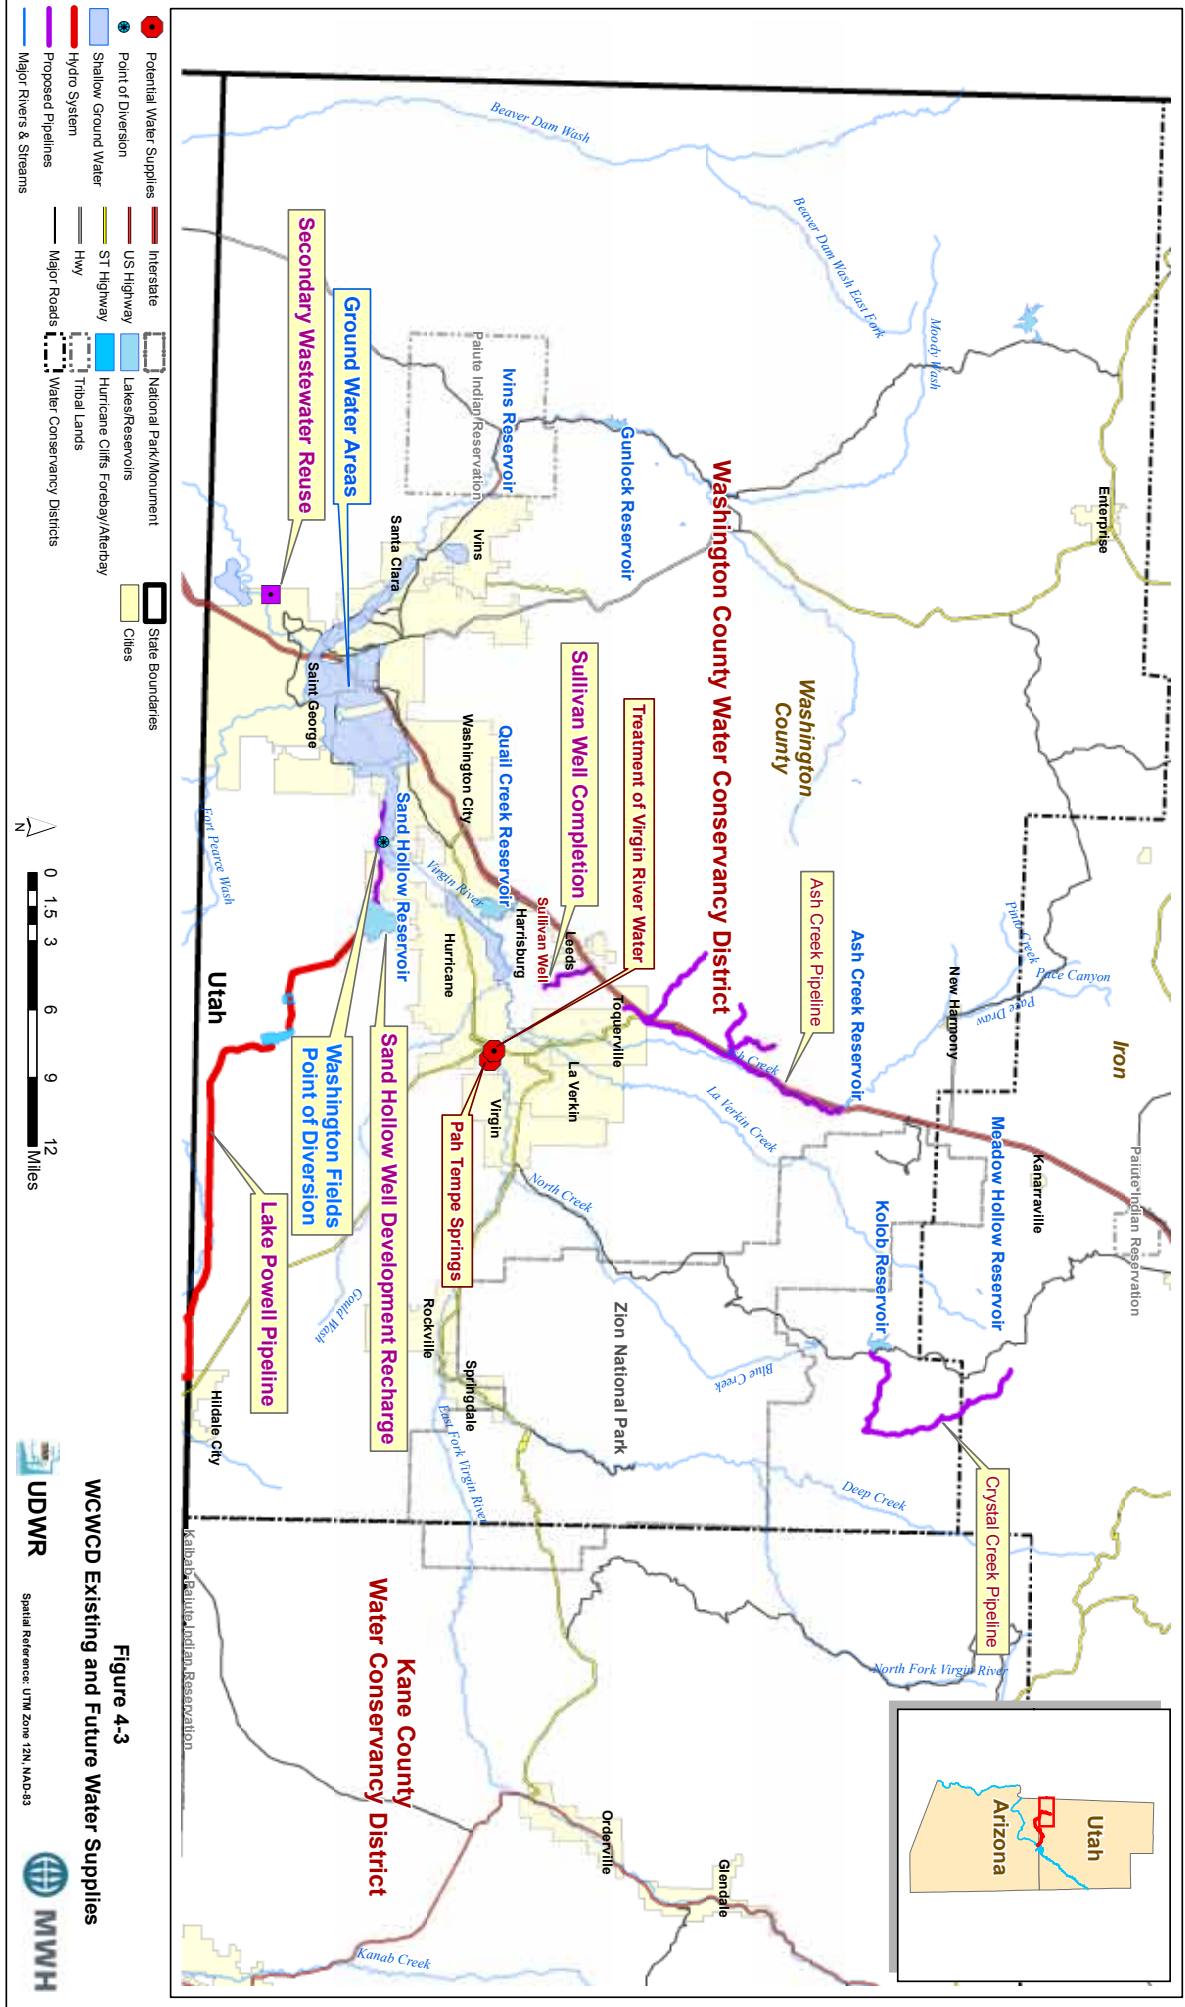 Beaver Dam Wash
Beaver Dam Wash East Fork
Moody Wash
Enterprise
Paiute Indian Reservation
Ivins Reservoir
Gunlock Reservoir
Washington County Water Conservancy District
Washington
County
Secondary Wastewater Reuse
Ground Water Areas
Santa Clara
Ivins
Saint George
Washington City
Quail Creek Reservoir
Sand Hollow Reservoir
Virgin River
Fort Pearce Wash
Sullivan Well Completion
Treatment of Virgin River Water
Sullivan Well
Harrisburg
Leeds
Hurricane
Toquerville
La Verkin
Virgin
Ash Creek Pipeline
Ash Creek Reservoir
Ash Creek
La Verkin Creek
New Harmony
Pinto Creek
Pace Canyon
Pace Draw
Iron
Meadow Hollow Reservoir
Kanarraville
Paiute Indian Reservation
Kolob Reservoir
North Creek
Blue Creek
Zion National Park
Pah Tempe Springs
Sand Hollow Well Development Recharge
Washington Fields
Point of Diversion
Lake Powell Pipeline
Utah
Gould Wash
Rockville
Springdale
Hildale City
East Fork Virgin River
Deep Creek
Crystal Creek Pipeline
North Fork Virgin River
Kaibab Paiute Indian Reservation
Kane County
Water Conservancy District
Orderville
Glendale
Kanab Creek
Utah
Arizona
Potential Water Supplies
Point of Diversion
Shallow Ground Water
Hydro System
Proposed Pipelines
Major Rivers & Streams
Interstate
US Highway
ST Highway
Hwy
Major Roads
National Park/Monument
Lakes/Reservoirs
Hurricane Cliffs Forebay/Afterbay
Tribal Lands
Water Conservancy Districts
State Boundaries
Cities
N
0 1.5 3 6 9 12
Miles
UDWR
Figure 4-3
WCWCD Existing and Future Water Supplies
Spatial Reference: UTM Zone 12N, NAD-83
MWH